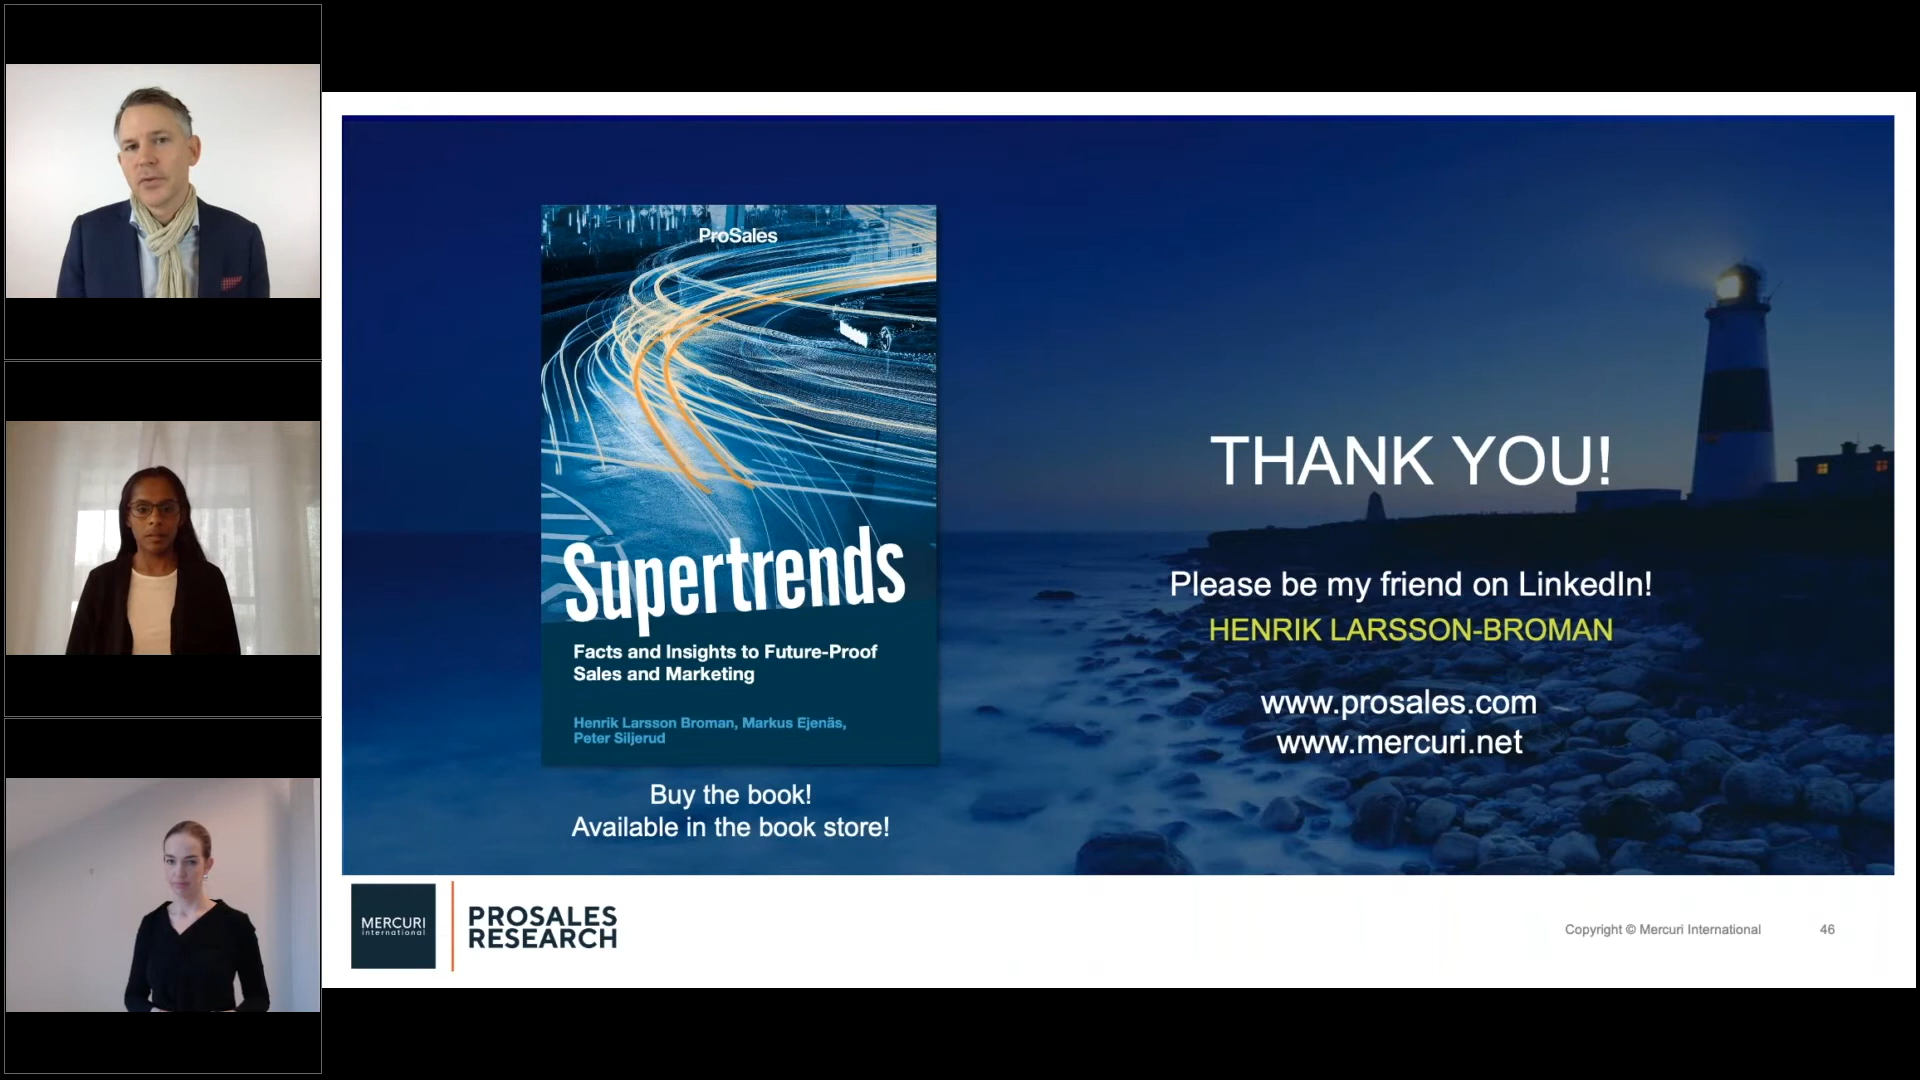 ProSales
Supertrends
Facts and Insights to Future-Proof
Sales and Marketing
Henrik Larsson Broman, Markus Ejenäs,
Peter Siljerud
Buy the book!
Available in the book store!
THANK YOU!
Please be my friend on LinkedIn!
HENRIK LARSSON-BROMAN
www.prosales.com
www.mercuri.net
MERCURI
international
PROSALES
RESEARCH
Copyright © Mercuri International
46